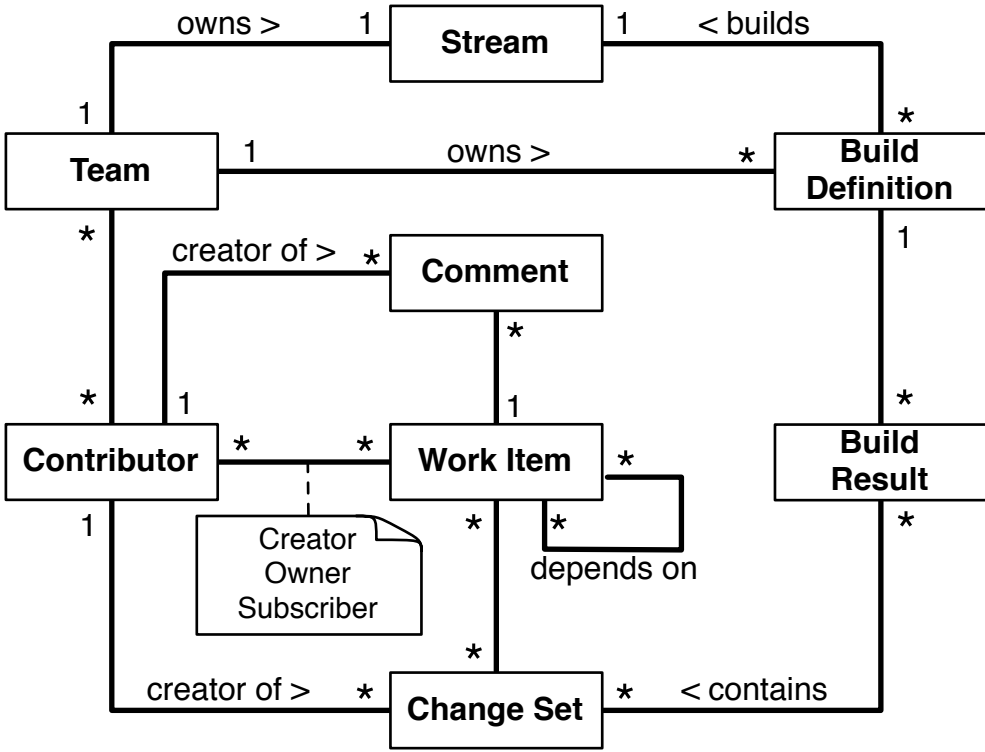 owns > 1
Stream
1 < builds
1
*
Team
1 owns > *
Build
Definition
*
1
creator of > *
Comment
*
*
1
1
*
Contributor
* *
Work Item
*
Build
Result
1
*
*
*
Creator
Owner
Subscriber
depends on
*
creator of > *
Change Set
* < contains